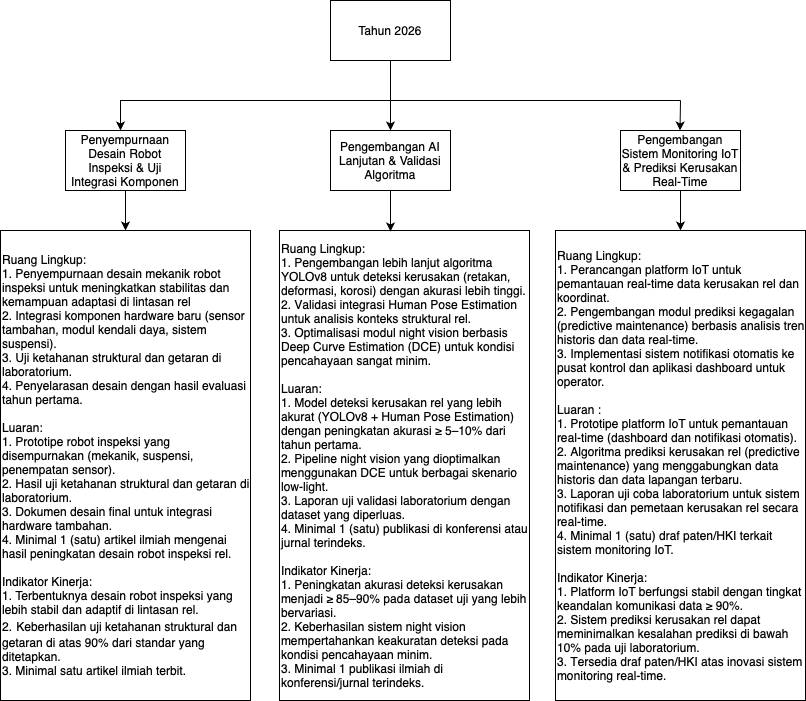 Tahun 2026
Penyempurnaan
Desain Robot
Inspeksi & Uji
Integrasi Komponen
Pengembangan AI
Lanjutan & Validasi
Algoritma
Pengembangan
Sistem Monitoring IoT
& Prediksi Kerusakan
Real-Time
Ruang Lingkup:
1. Penyempurnaan desain mekanik robot
inspeksi untuk meningkatkan stabilitas dan
kemampuan adaptasi di lintasan rel
2. Integrasi komponen hardware baru (sensor
tambahan, modul kendali daya, sistem
suspensi).
3. Uji ketahanan struktural dan getaran di
laboratorium.
4. Penyelarasan desain dengan hasil evaluasi
tahun pertama.
Luaran:
1. Prototipe robot inspeksi yang
disempurnakan (mekanik, suspensi,
penempatan sensor).
2. Hasil uji ketahanan struktural dan getaran di
laboratorium.
3. Dokumen desain final untuk integrasi
hardware tambahan.
4. Minimal 1 (satu) artikel ilmiah mengenai
hasil peningkatan desain robot inspeksi rel.
Indikator Kinerja:
1. Terbentuknya desain robot inspeksi yang
lebih stabil dan adaptif di lintasan rel.
2. Keberhasilan uji ketahanan struktural dan
getaran di atas 90% dari standar yang
ditetapkan.
3. Minimal satu artikel ilmiah terbit.
Ruang Lingkup:
1. Pengembangan lebih lanjut algoritma
YOLOv8 untuk deteksi kerusakan (retakan,
deformasi, korosi) dengan akurasi lebih tinggi.
2. Validasi integrasi Human Pose Estimation
untuk analisis konteks struktural rel.
3. Optimalisasi modul night vision berbasis
Deep Curve Estimation (DCE) untuk kondisi
pencahayaan sangat minim.
Luaran:
1. Model deteksi kerusakan rel yang lebih
akurat (YOLOv8 + Human Pose Estimation)
dengan peningkatan akurasi ≥ 5–10% dari
tahun pertama.
2. Pipeline night vision yang dioptimalkan
menggunakan DCE untuk berbagai skenario
low-light.
3. Laporan uji validasi laboratorium dengan
dataset yang diperluas.
4. Minimal 1 (satu) publikasi di konferensi atau
jurnal terindeks.
Indikator Kinerja:
1. Peningkatan akurasi deteksi kerusakan
menjadi ≥ 85–90% pada dataset uji yang lebih
bervariasi.
2. Keberhasilan sistem night vision
mempertahankan keakuratan deteksi pada
kondisi pencahayaan minim.
3. Minimal 1 publikasi ilmiah di
konferensi/jurnal terindeks.
Ruang Lingkup:
1. Perancangan platform IoT untuk
pemantauan real-time data kerusakan rel dan
koordinat.
2. Pengembangan modul prediksi kegagalan
(predictive maintenance) berbasis analisis tren
historis dan data real-time.
3. Implementasi sistem notifikasi otomatis ke
pusat kontrol dan aplikasi dashboard untuk
operator.
Luaran :
1. Prototipe platform IoT untuk pemantauan
real-time (dashboard dan notifikasi otomatis).
2. Algoritma prediksi kerusakan rel (predictive
maintenance) yang menggabungkan data
historis dan data lapangan terbaru.
3. Laporan uji coba laboratorium untuk sistem
notifikasi dan pemetaan kerusakan rel secara
real-time.
4. Minimal 1 (satu) draf paten/HKI terkait
sistem monitoring IoT.
Indikator Kinerja:
1. Platform IoT berfungsi stabil dengan tingkat
keandalan komunikasi data ≥ 90%.
2. Sistem prediksi kerusakan rel dapat
meminimalkan kesalahan prediksi di bawah
10% pada uji laboratorium.
3. Tersedia draf paten/HKI atas inovasi sistem
monitoring real-time.